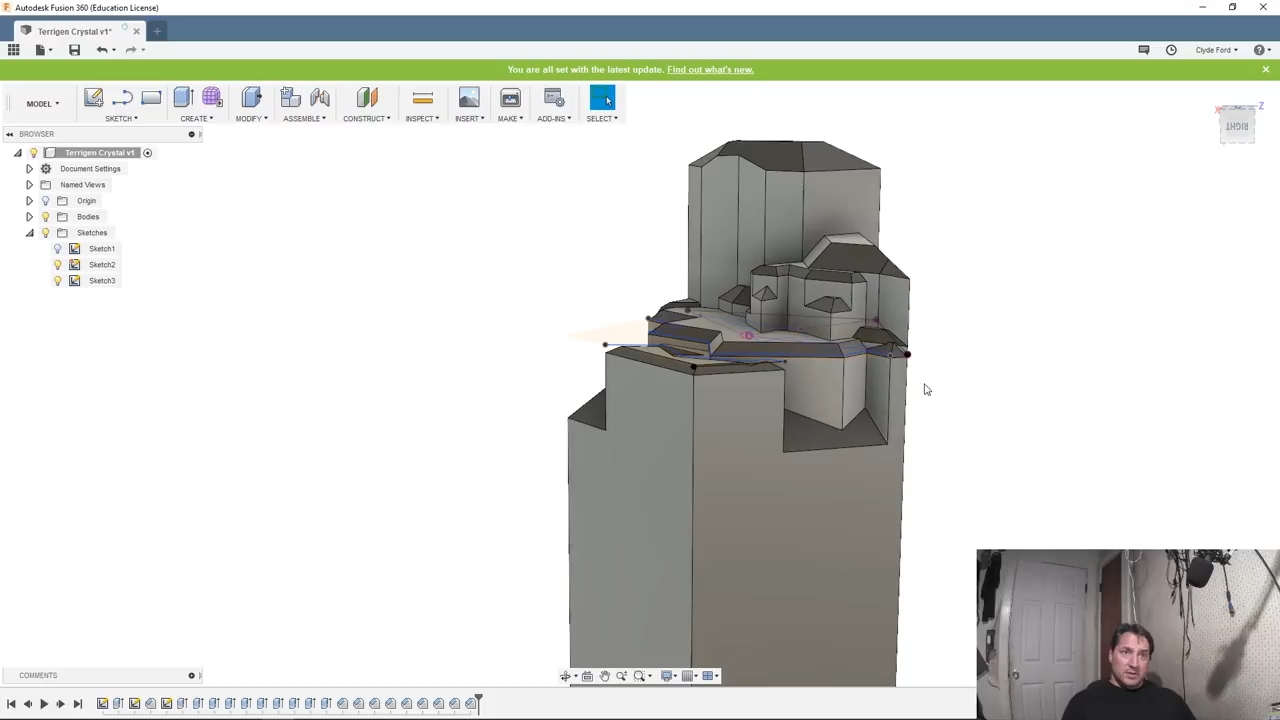 Autodesk Fusion 360 (Education License)
Terrigen Crystal v1*
Clyde Ford
You are all set with the latest update. Find out what's new.
MODEL
SKETCH
CREATE
MODIFY
ASSEMBLE
CONSTRUCT
INSPECT
INSERT
MAKE
ADD-INS
SELECT
X
Z
RIGHT
BROWSER
Terrigen Crystal v1
Document Settings
Named Views
Origin
Bodies
Sketches
Sketch1
Sketch2
Sketch3
COMMENTS